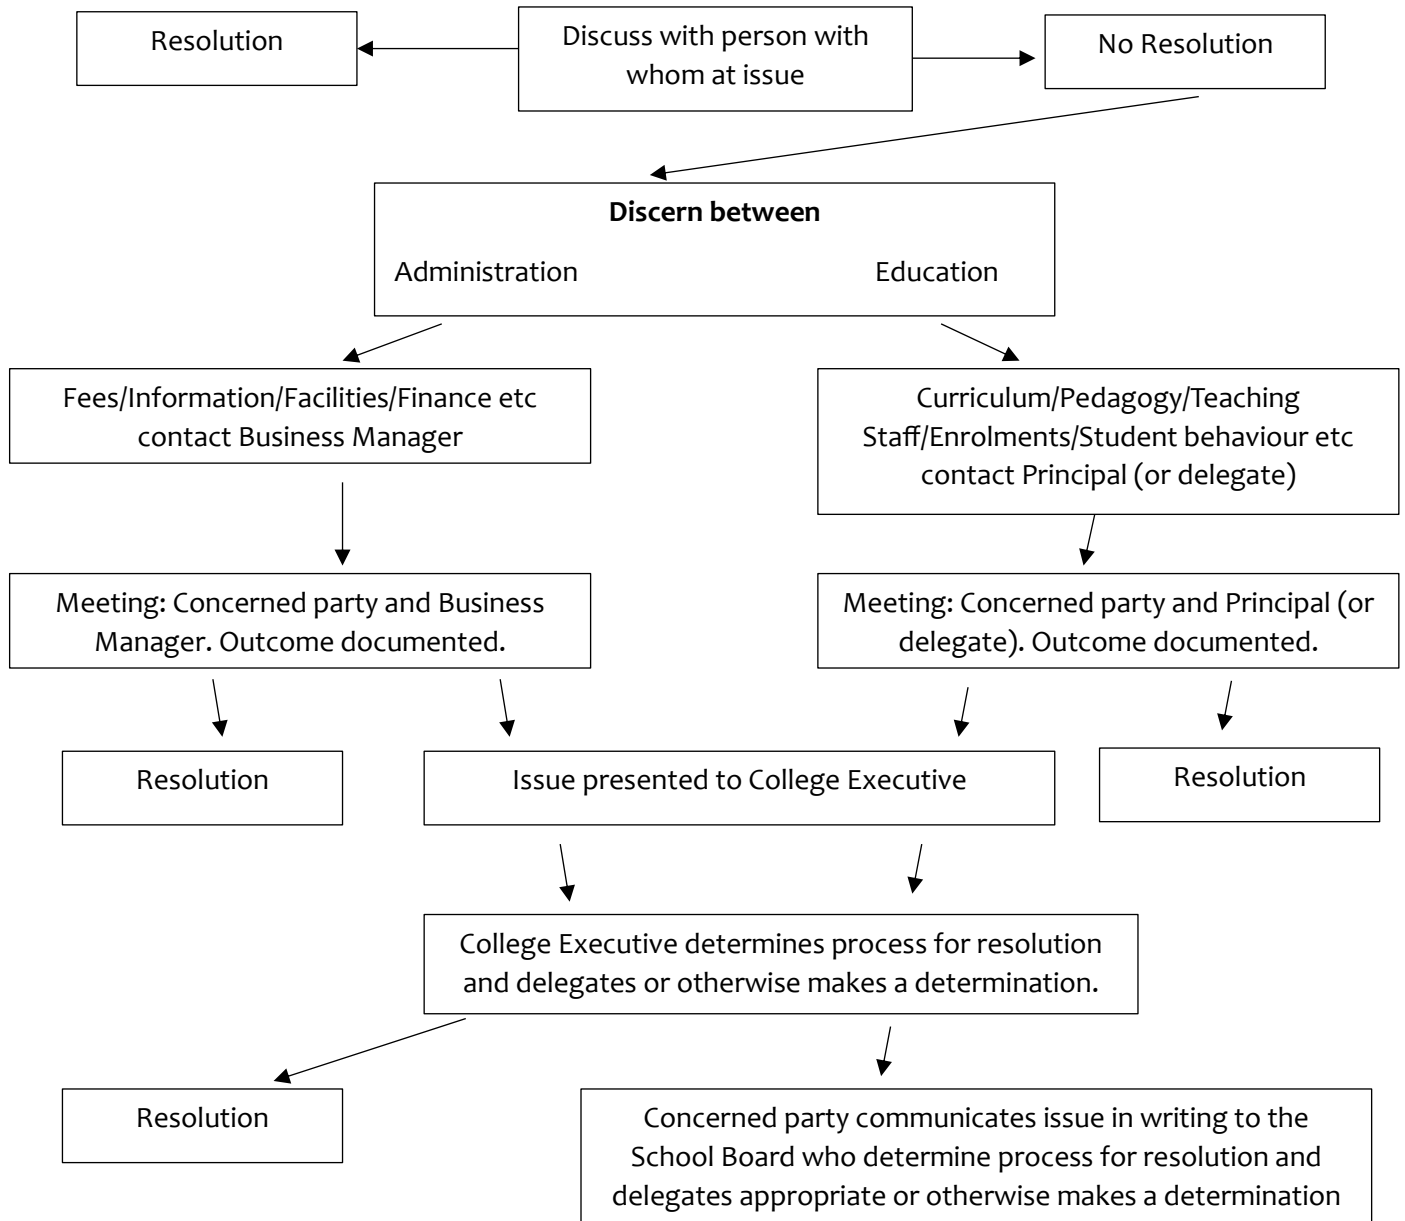 Resolution
Discuss with person with
whom at issue
No Resolution
Discern between
Administration
Education
Fees/Information/Facilities/Finance etc
contact Business Manager
Curriculum/Pedagogy/Teaching
Staff/Enrolments/Student behaviour etc
contact Principal (or delegate)
Meeting: Concerned party and Business
Manager. Outcome documented.
Meeting: Concerned party and Principal (or
delegate). Outcome documented.
Resolution
Issue presented to College Executive
Resolution
College Executive determines process for resolution
and delegates or otherwise makes a determination.
Resolution
Concerned party communicates issue in writing to the
School Board who determine process for resolution and
delegates appropriate or otherwise makes a determination